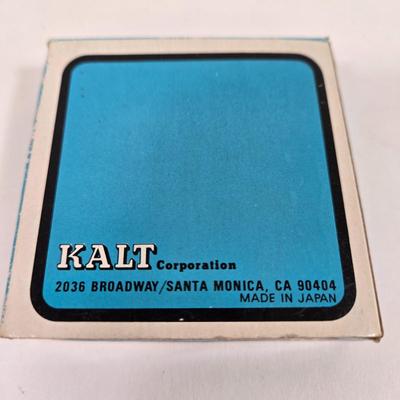 KALT Corporation
2036 BROADWAY/SANTA MONICA, CA 90404
MADE IN JAPAN